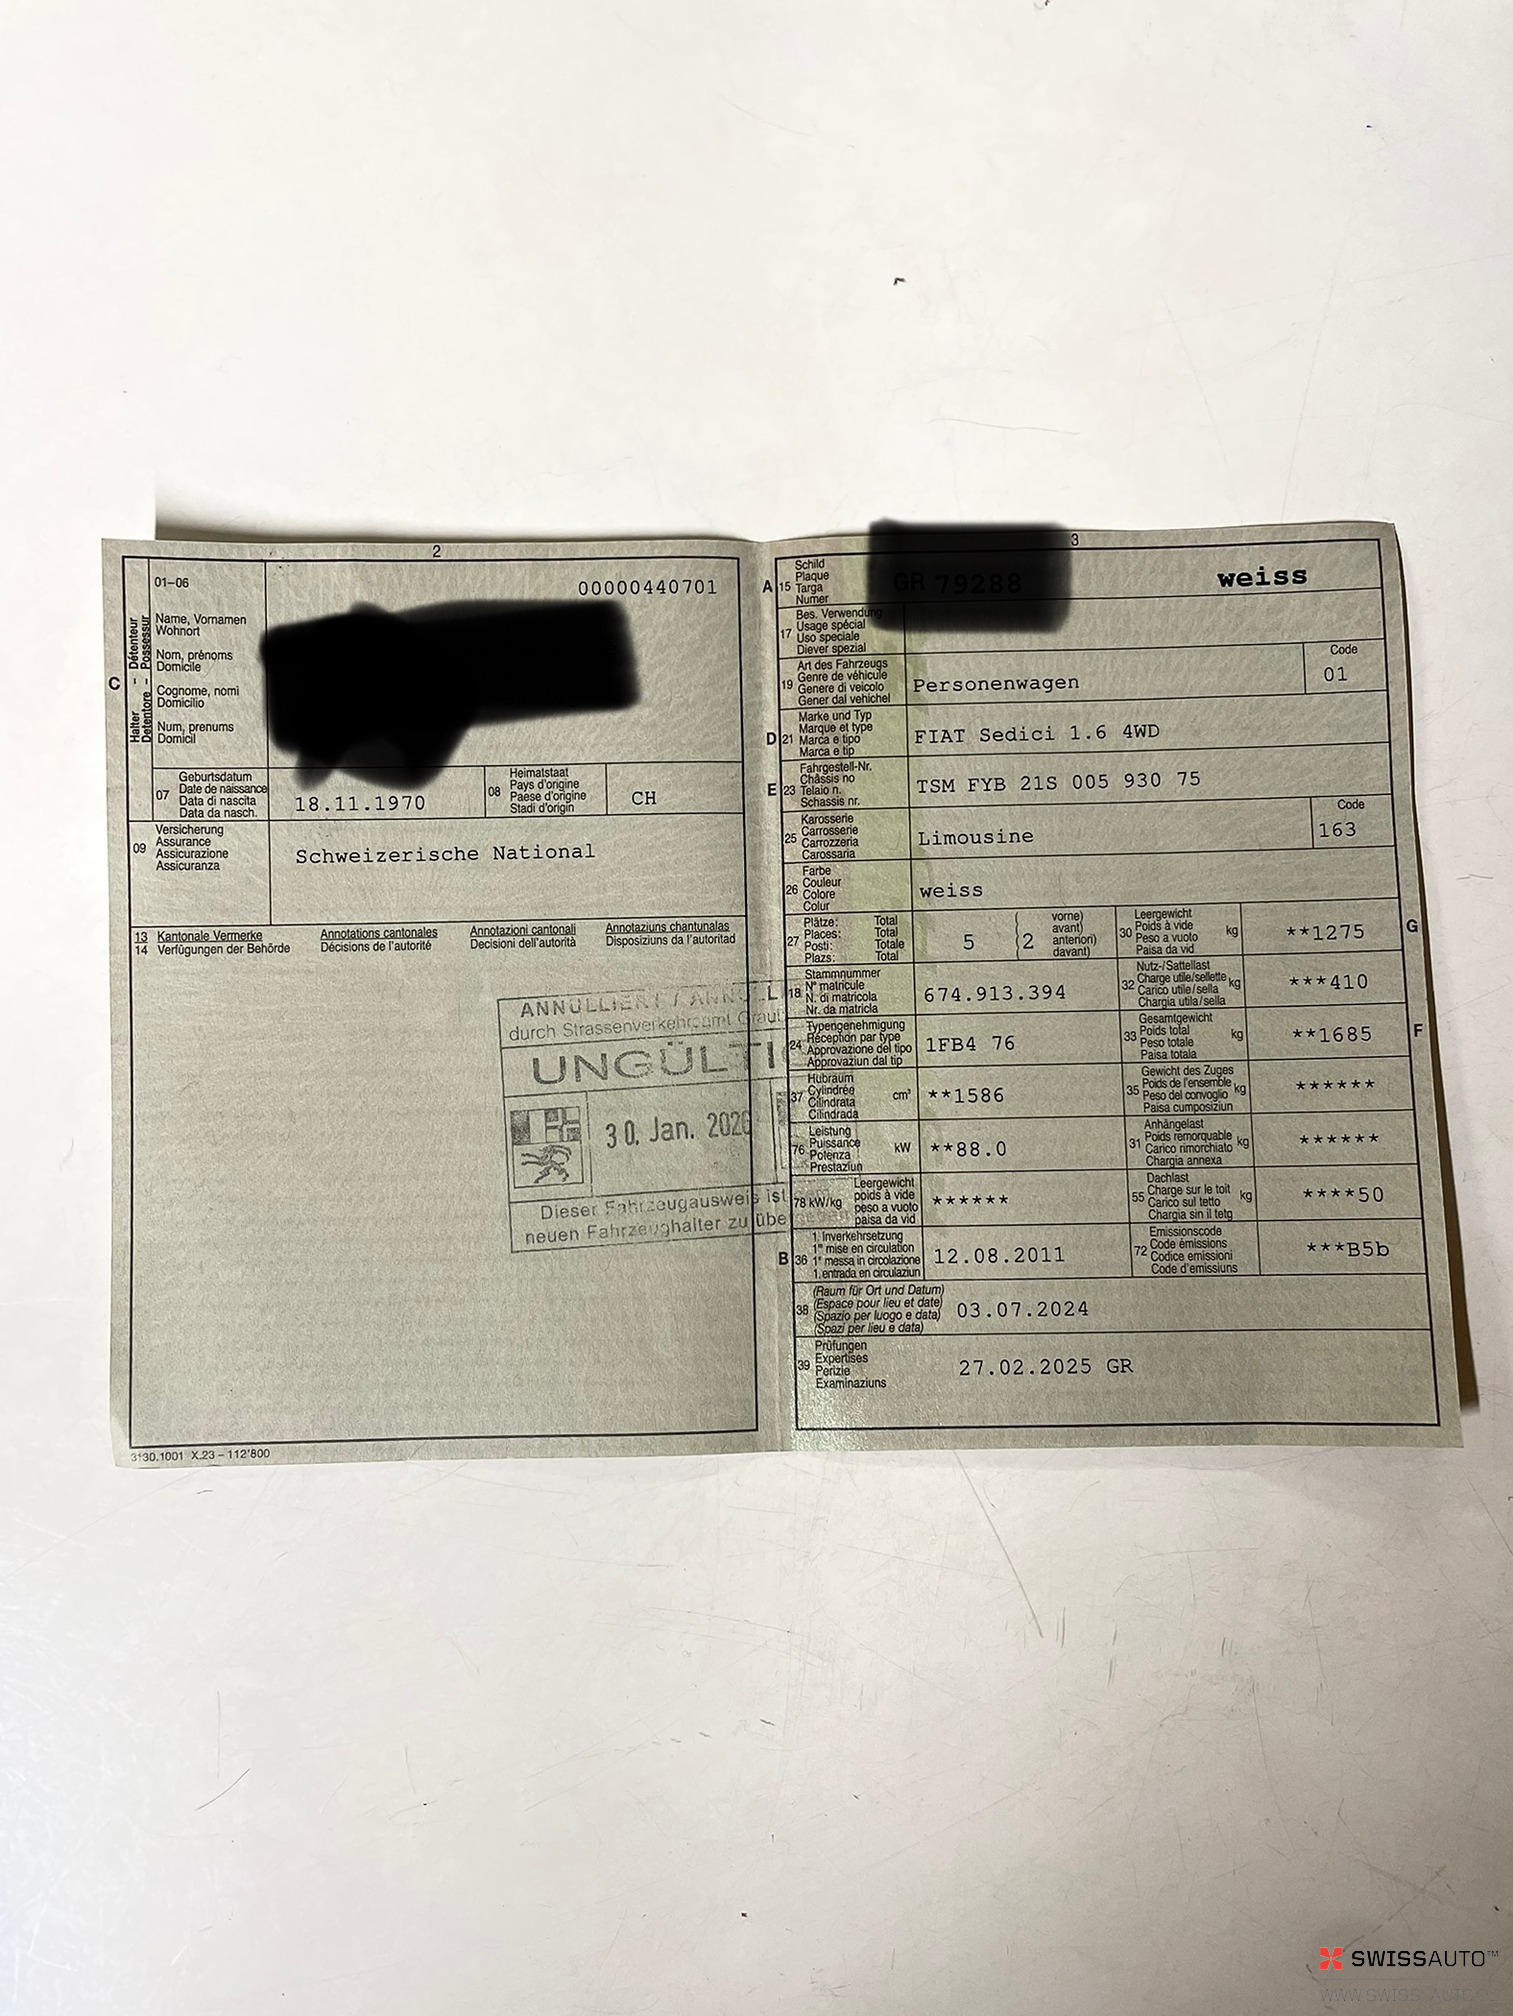 2
01-06
00000440701
C
Halter - Détenteur
Detentore - Possessur
Name, Vornamen
Wohnort
Nom, prénoms
Domicile
Cognome, nomi
Domicilio
Num, prenums
Domicil
07
Geburtsdatum
Date de naissance
Data di nascita
Data da nasch.
18.11.1970
08
Heimatstaat
Pays d'origine
Paese d'origine
Stadi d'origin
CH
09
Versicherung
Assurance
Assicurazione
Assicuranza
Schweizerische National
13 Kantonale Vermerke Annotations cantonales Annotazioni cantonali Annotaziuns chantunalas
14 Verfügungen der Behörde Décisions de l'autorité Decisioni dell'autorità Disposiziuns da l'autoritad
ANNULLIERT / ANNULL
durch Strassenverkehrsamt Graub
UNGÜLTIG
30. Jan. 2026
Dieser Fahrzeugausweis ist
neuen Fahrzeughalter zu übergeben
3130.1001 X.23 – 112'800
3
A 15
Schild
Plaque
Targa
Numer
weiss
17
Bes. Verwendung
Usage spécial
Uso speciale
Diever spezial
19
Art des Fahrzeugs
Genre de véhicule
Genere di veicolo
Gener dal vehichel
Personenwagen
Code
01
D 21
Marke und Typ
Marque et type
Marca e tipo
Marca e tip
FIAT Sedici 1.6 4WD
E 23
Fahrgestell-Nr.
Châssis no
Telaio n.
Schassis nr.
TSM FYB 21S 005 930 75
25
Karosserie
Carrosserie
Carrozzeria
Carossaria
Limousine
Code
163
26
Farbe
Couleur
Colore
Colur
weiss
27
Plätze: Total
Places: Total
Posti: Totale
Plazs: Total
5
2
vorne)
avant)
anteriori)
davant)
30
Leergewicht
Poids à vide
Peso a vuoto
Paisa da vid
kg
**1275
G
18
Stammnummer
N° matricule
N. di matricola
Nr. da matricla
674.913.394
32
Nutz-/Sattellast
Charge utile/sellette
Carico utile/sella
Chargia utila/sella
kg
***410
24
Typengenehmigung
Réception par type
Approvazione del tipo
Approvaziun dal tip
1FB4 76
33
Gesamtgewicht
Poids total
Peso totale
Paisa totala
kg
**1685
F
37
Hubraum
Cylindrée
Cilindrata
Cilindrada
cm³
**1586
35
Gewicht des Zuges
Poids de l'ensemble
Peso del convoglio
Paisa cumposiziun
kg
******
76
Leistung
Puissance
Potenza
Prestaziun
kW
**88.0
31
Anhängelast
Poids remorquable
Carico rimorchiato
Chargia annexa
kg
******
78 kW/kg
Leergewicht
poids à vide
peso a vuoto
paisa da vid
******
55
Dachlast
Charge sur le toit
Carico sul tetto
Chargia sin il tetg
kg
****50
B 36
1. Inverkehrsetzung
1re mise en circulation
1a messa in circolazione
1. entrada en circulaziun
12.08.2011
72
Emissionscode
Code émissions
Codice emissioni
Code d'emissiuns
***B5b
38
(Raum für Ort und Datum)
(Espace pour lieu et date)
(Spazio per luogo e data)
(Spazi per lieu e data)
03.07.2024
39
Prüfungen
Expertises
Perizie
Examinaziuns
27.02.2025 GR
SWISSAUTO™
WWW.SWISS-AUTO.